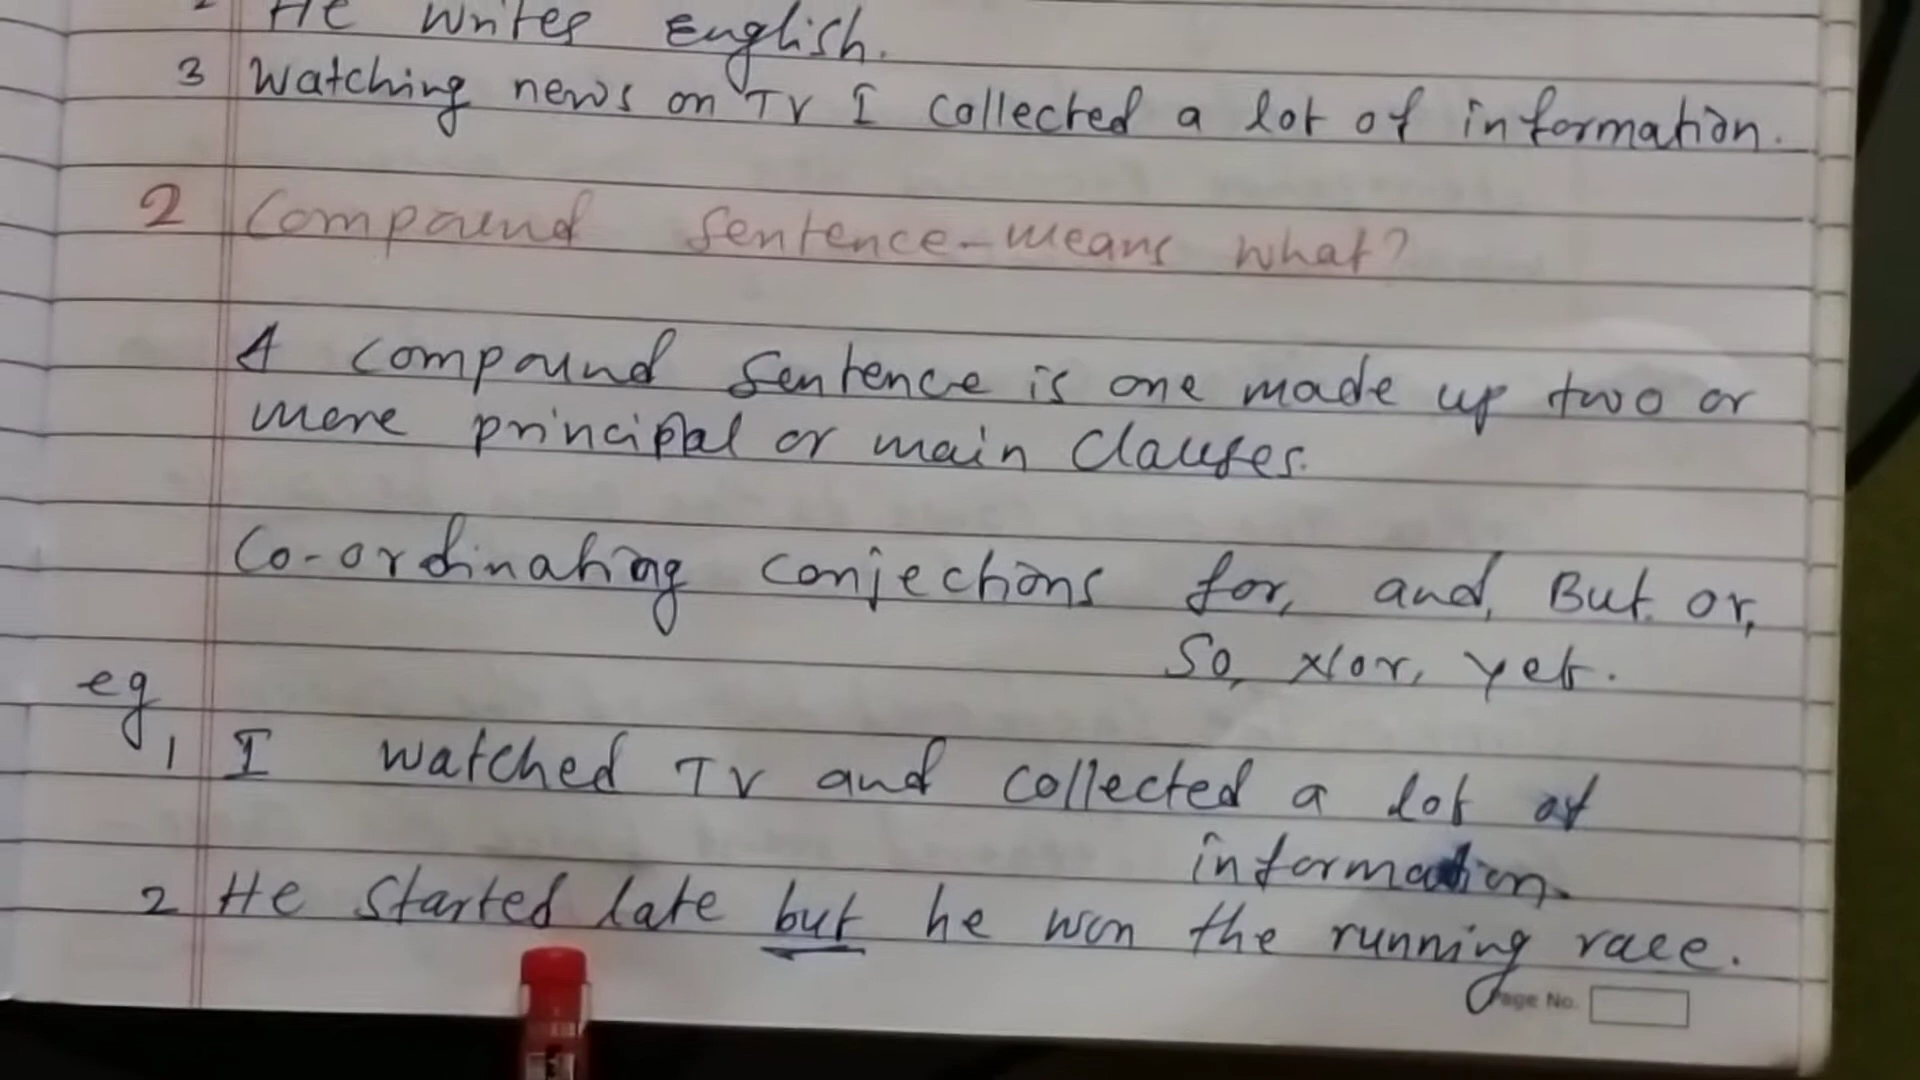 2 He writes English.
3 Watching news on TV I collected a lot of information.
2 Compound Sentence - means what?
A compound sentence is one made up two or
more principal or main clauses.
Co-ordinating conjections for, and, But or,
So, Nor, yet.
eg
1 I watched TV and collected a lot of
information.
2 He started late but he won the running race.
Page No.